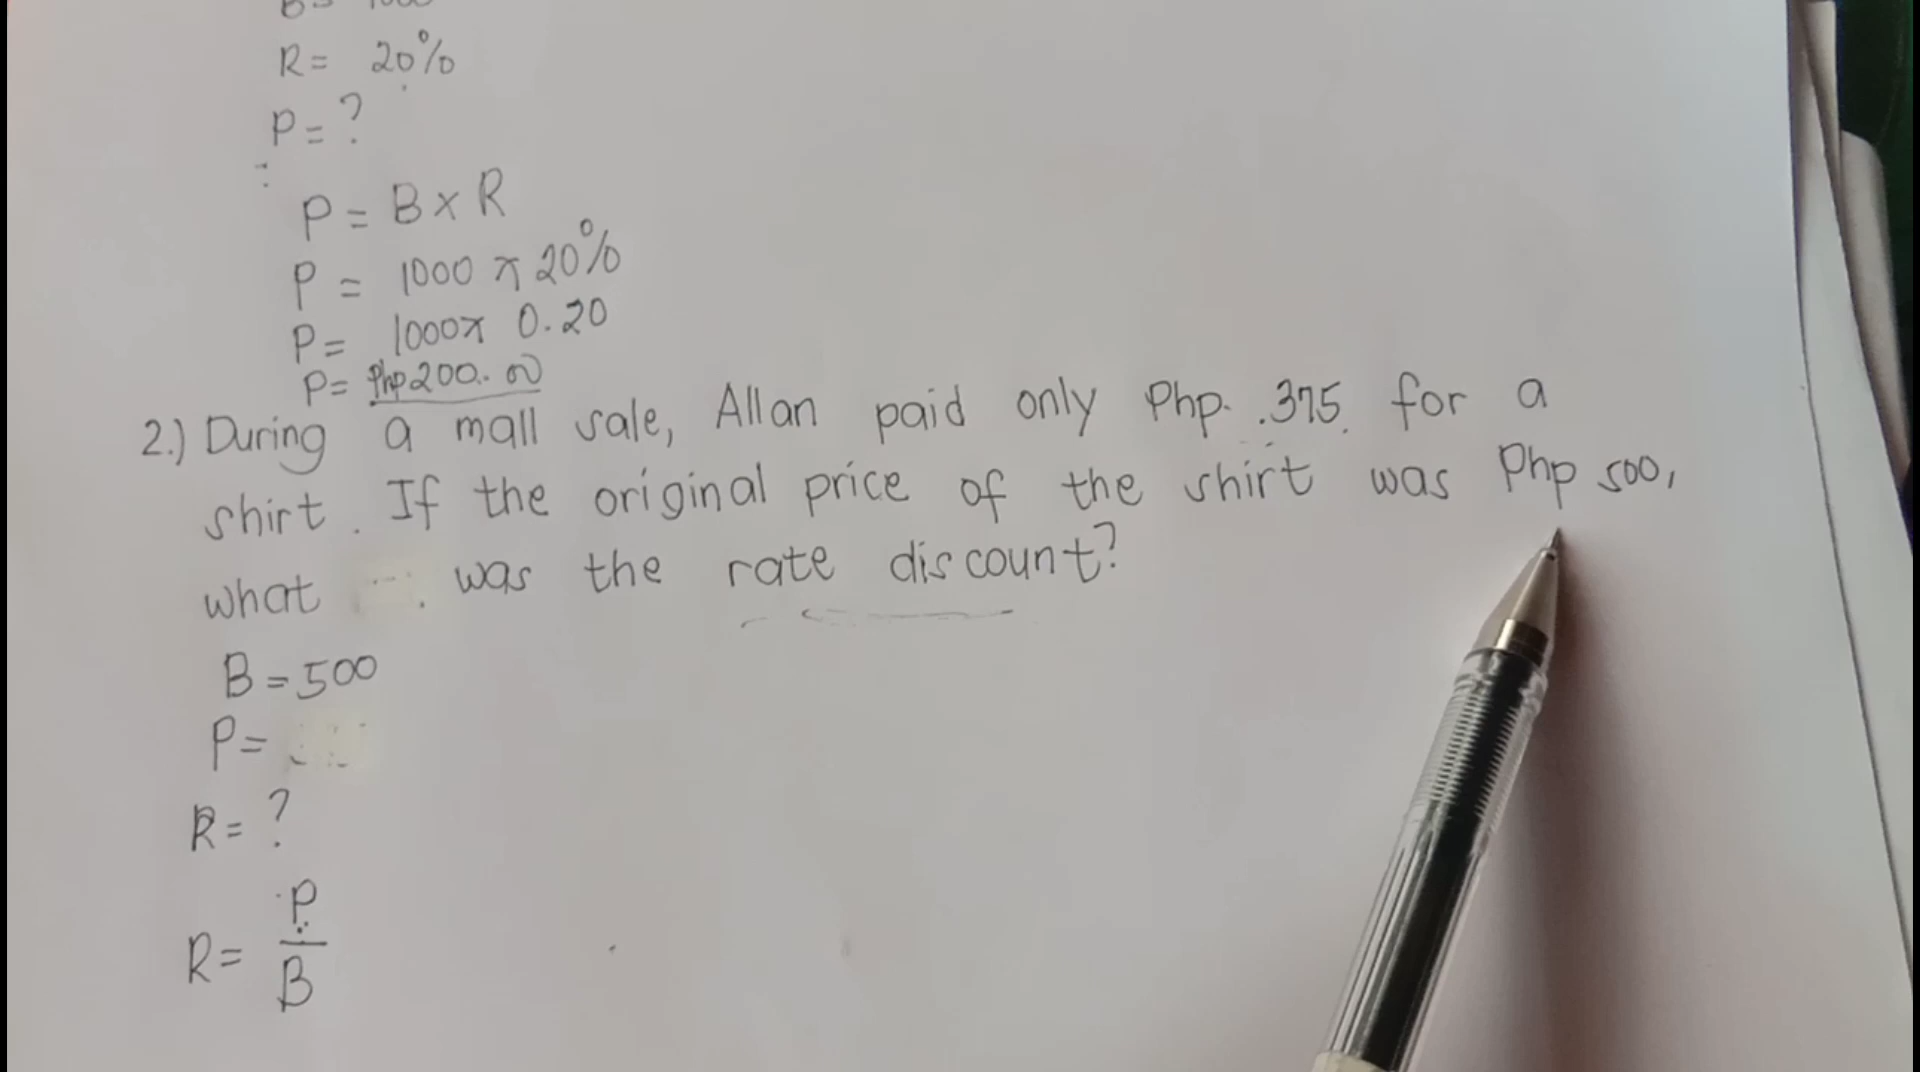 R= 20%
P=?
P= B x R
P= 1000 x 20%
P= 1000x 0.20
P= Php200.00
2.) During a mall sale, Allan paid only Php. .375. for a
shirt. If the original price of the shirt was Php 500,
what was the rate discount?
B=500
P=
R= ?
R= P
B